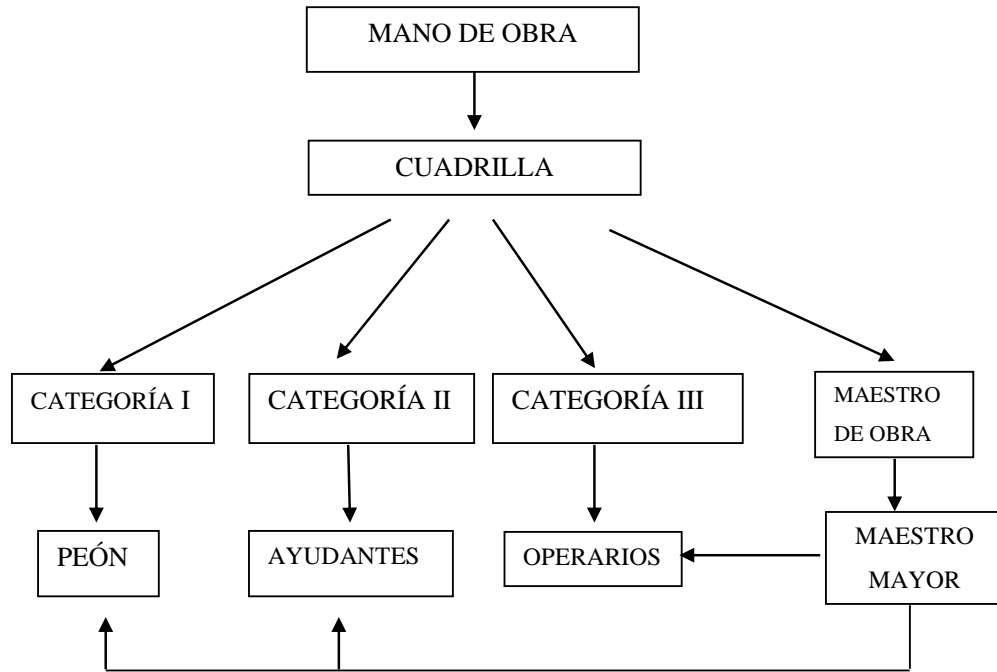 MANO DE OBRA
CUADRILLA
CATEGORÍA I
CATEGORÍA II
CATEGORÍA III
MAESTRO
DE OBRA
PEÓN
AYUDANTES
OPERARIOS
MAESTRO
MAYOR